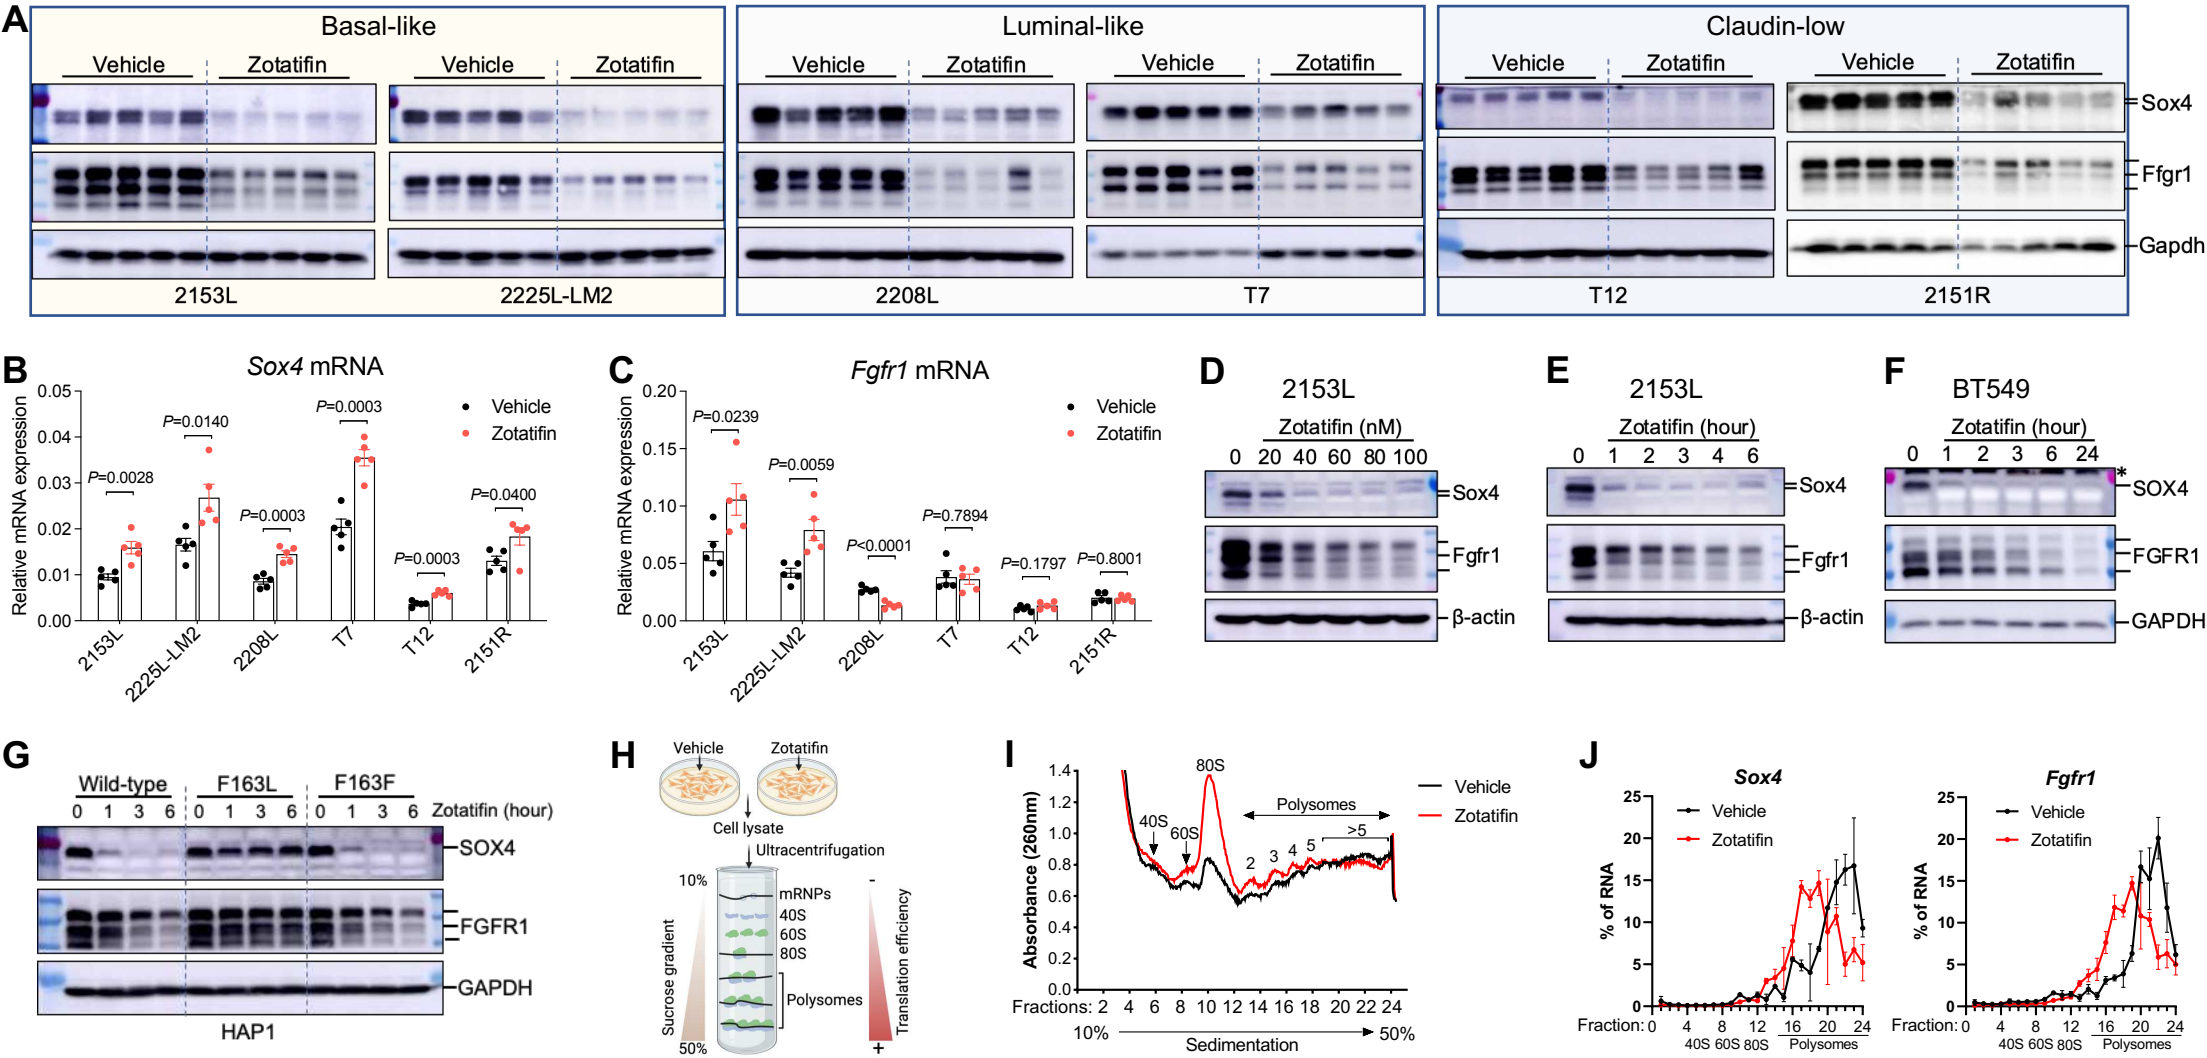 A
Basal-like
Luminal-like
Claudin-low
Vehicle
Zotatifin
Vehicle
Zotatifin
Vehicle
Zotatifin
Vehicle
Zotatifin
Vehicle
Zotatifin
Vehicle
Zotatifin
Sox4
Ffgr1
Gapdh
2153L
2225L-LM2
2208L
T7
T12
2151R
B
Sox4 mRNA
Relative mRNA expression
0.05
0.04
0.03
0.02
0.01
0.00
P=0.0028
P=0.0140
P=0.0003
P=0.0003
P=0.0003
P=0.0400
Vehicle
Zotatifin
2153L
2225L-LM2
2208L
T7
T12
2151R
C
Fgfr1 mRNA
Relative mRNA expression
0.20
0.15
0.10
0.05
0.00
P=0.0239
P=0.0059
P<0.0001
P=0.7894
P=0.1797
P=0.8001
Vehicle
Zotatifin
2153L
2225L-LM2
2208L
T7
T12
2151R
D
2153L
Zotatifin (nM)
0 20 40 60 80 100
Sox4
Fgfr1
β-actin
E
2153L
Zotatifin (hour)
0 1 2 3 4 6
Sox4
Fgfr1
β-actin
F
BT549
Zotatifin (hour)
0 1 2 3 6 24
*
SOX4
FGFR1
GAPDH
G
Wild-type F163L F163F
0 1 3 6 0 1 3 6 0 1 3 6 Zotatifin (hour)
SOX4
FGFR1
GAPDH
HAP1
H
Vehicle
Zotatifin
Cell lysate
Ultracentrifugation
10%
Sucrose gradient
50%
mRNPs
40S
60S
80S
Polysomes
-
Translation efficiency
+
I
Absorbance (260nm)
1.4
1.2
1.0
0.8
0.6
0.4
0.2
0.0
40S
60S
80S
Polysomes
2
3
4
5
>5
Vehicle
Zotatifin
Fractions: 2 4 6 8 10 12 14 16 18 20 22 24
10%
50%
Sedimentation
J
Sox4
% of RNA
25
20
15
10
5
0
Vehicle
Zotatifin
Fraction: 0 4 8 12 16 20 24
40S 60S 80S Polysomes
Fgfr1
% of RNA
25
20
15
10
5
0
Vehicle
Zotatifin
Fraction: 0 4 8 12 16 20 24
40S 60S 80S Polysomes